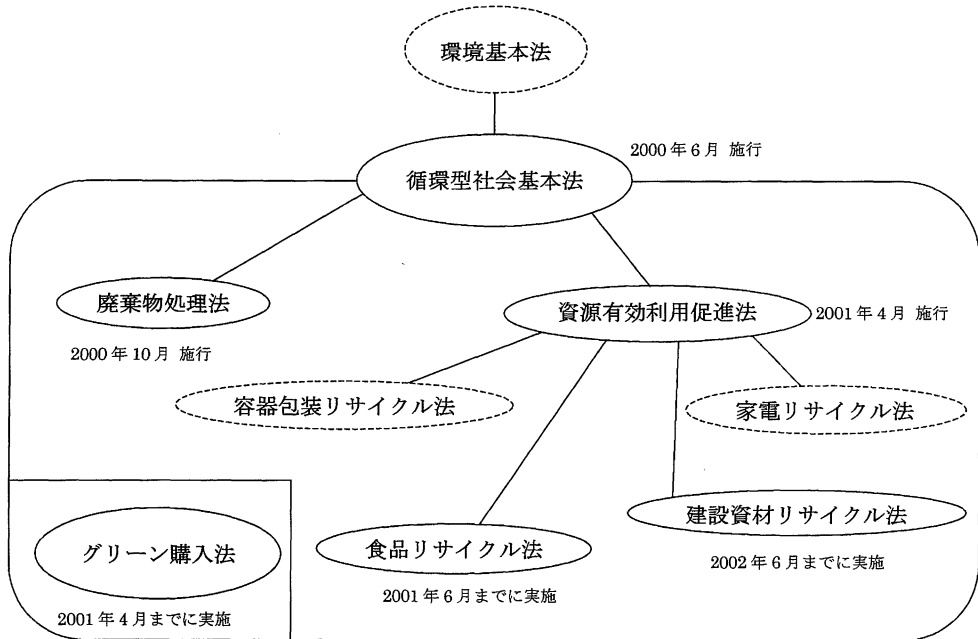 環境基本法
2000年6月 施行
循環型社会基本法
廃棄物処理法
2000年10月 施行
資源有効利用促進法
2001年4月 施行
容器包装リサイクル法
家電リサイクル法
建設資材リサイクル法
2002年6月までに実施
グリーン購入法
2001年4月までに実施
食品リサイクル法
2001年6月までに実施